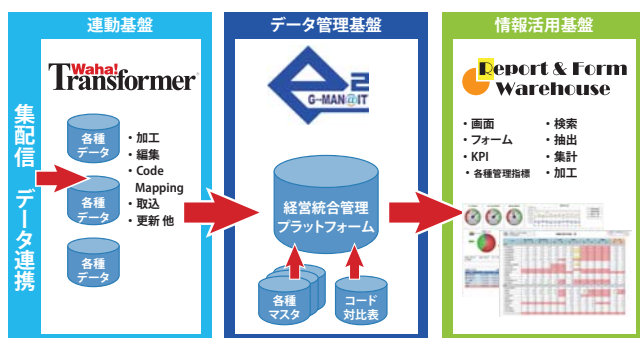 連動基盤
データ管理基盤
情報活用基盤
集配信 データ連携
Waha!
Transformer
各種
データ
各種
データ
各種
データ
・加工
・編集
・Code
Mapping
・取込
・更新 他
e2
G-MAN@IT
経営統合管理
プラットフォーム
各種
マスタ
コード
対比表
Report & Form
Warehouse
・画面
・フォーム
・KPI
・各種管理指標
・検索
・抽出
・集計
・加工